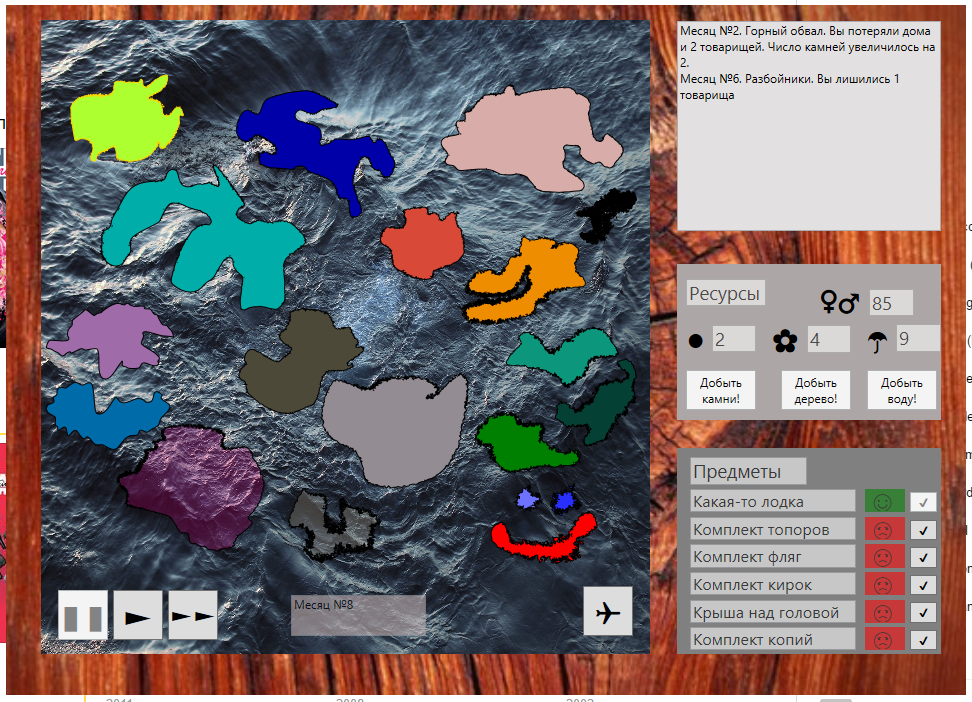 Месяц №2. Горный обвал. Вы потеряли дома
и 2 товарищей. Число камней увеличилось на
2.
Месяц №6. Разбойники. Вы лишились 1
товарища
Ресурсы
85
2
4
9
Добыть
камни!
Добыть
дерево!
Добыть
воду!
Предметы
Какая-то лодка
Комплект топоров
Комплект фляг
Комплект кирок
Крыша над головой
Комплект копий
Месяц №8